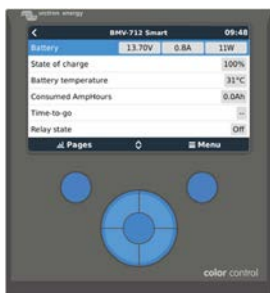 victron energy
BMV-712 Smart 09:48
Battery 13.70V 0.8A 11W
State of charge 100%
Battery temperature 31°C
Consumed AmpHours 0.0Ah
Time-to-go --
Relay state Off
Pages Menu
color control